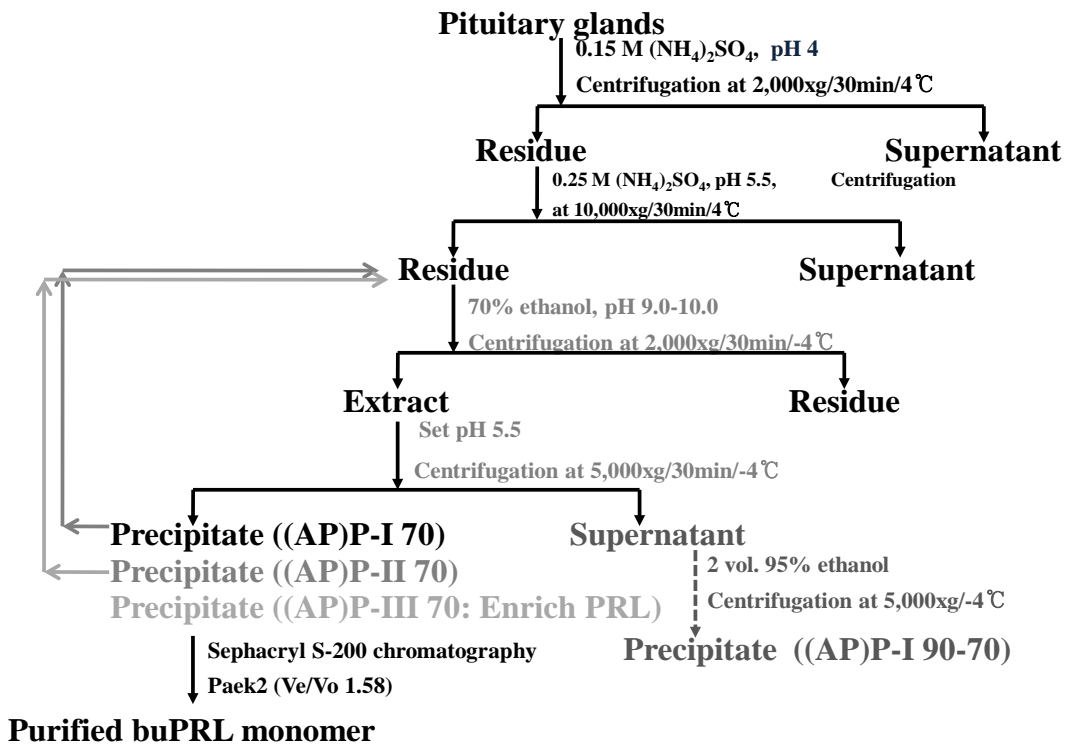 Pituitary glands
0.15 M (NH₄)₂SO₄, pH 4
Centrifugation at 2,000xg/30min/4℃
Residue
Supernatant
0.25 M (NH₄)₂SO₄, pH 5.5, Centrifugation
at 10,000xg/30min/4℃
Residue
Supernatant
70% ethanol, pH 9.0-10.0
Centrifugation at 2,000xg/30min/-4℃
Extract
Residue
Set pH 5.5
Centrifugation at 5,000xg/30min/-4℃
Precipitate ((AP)P-I 70)
Precipitate ((AP)P-II 70)
Precipitate ((AP)P-III 70: Enrich PRL)
Supernatant
2 vol. 95% ethanol
Centrifugation at 5,000xg/-4℃
Precipitate ((AP)P-I 90-70)
Sephacryl S-200 chromatography
Paek2 (Ve/Vo 1.58)
Purified buPRL monomer